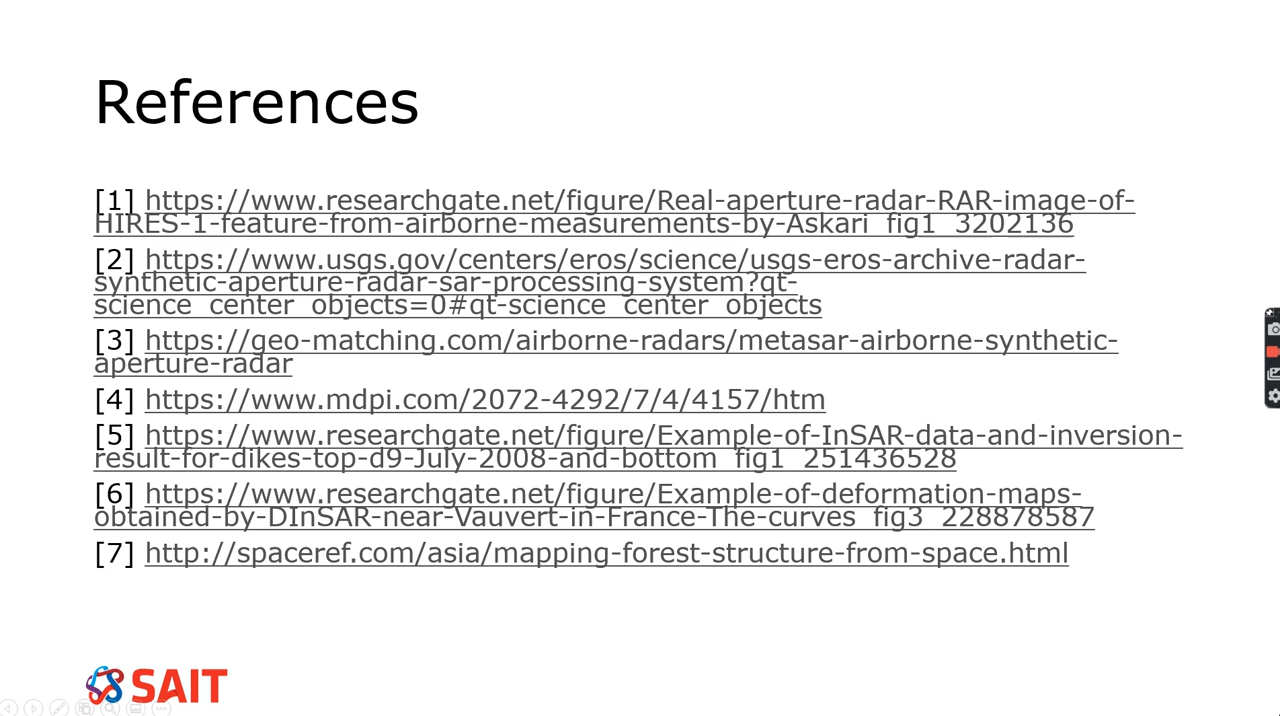 References
[1] https://www.researchgate.net/figure/Real-aperture-radar-RAR-image-of-
HIRES-1-feature-from-airborne-measurements-by-Askari_fig1_3202136
[2] https://www.usgs.gov/centers/eros/science/usgs-eros-archive-radar-
synthetic-aperture-radar-sar-processing-system?qt-
science_center_objects=0#qt-science_center_objects
[3] https://geo-matching.com/airborne-radars/metasar-airborne-synthetic-
aperture-radar
[4] https://www.mdpi.com/2072-4292/7/4/4157/htm
[5] https://www.researchgate.net/figure/Example-of-InSAR-data-and-inversion-
result-for-dikes-top-d9-July-2008-and-bottom_fig1_251436528
[6] https://www.researchgate.net/figure/Example-of-deformation-maps-
obtained-by-DInSAR-near-Vauvert-in-France-The-curves_fig3_228878587
[7] http://spaceref.com/asia/mapping-forest-structure-from-space.html
SAIT